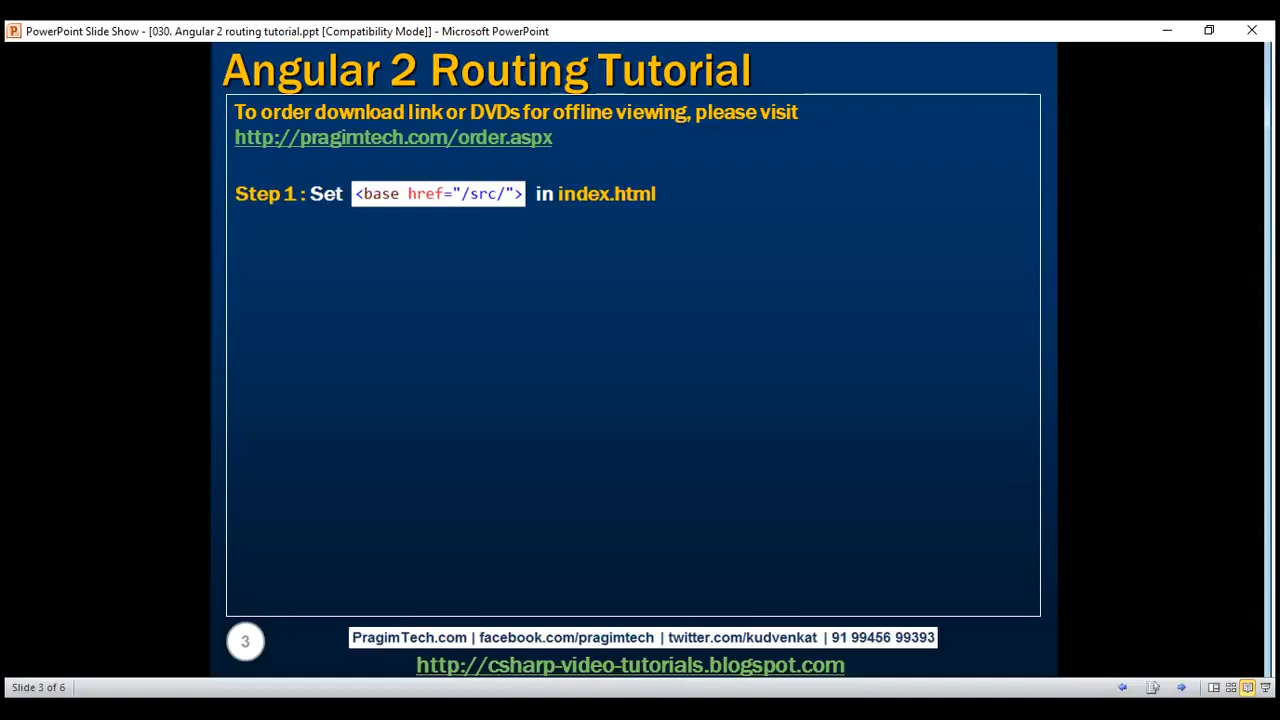 PowerPoint Slide Show - [030. Angular 2 routing tutorial.ppt [Compatibility Mode]] - Microsoft PowerPoint
Angular 2 Routing Tutorial
To order download link or DVDs for offline viewing, please visit
http://pragimtech.com/order.aspx
Step 1 : Set <base href="/src/"> in index.html
3
PragimTech.com | facebook.com/pragimtech | twitter.com/kudvenkat | 91 99456 99393
http://csharp-video-tutorials.blogspot.com
Slide 3 of 6